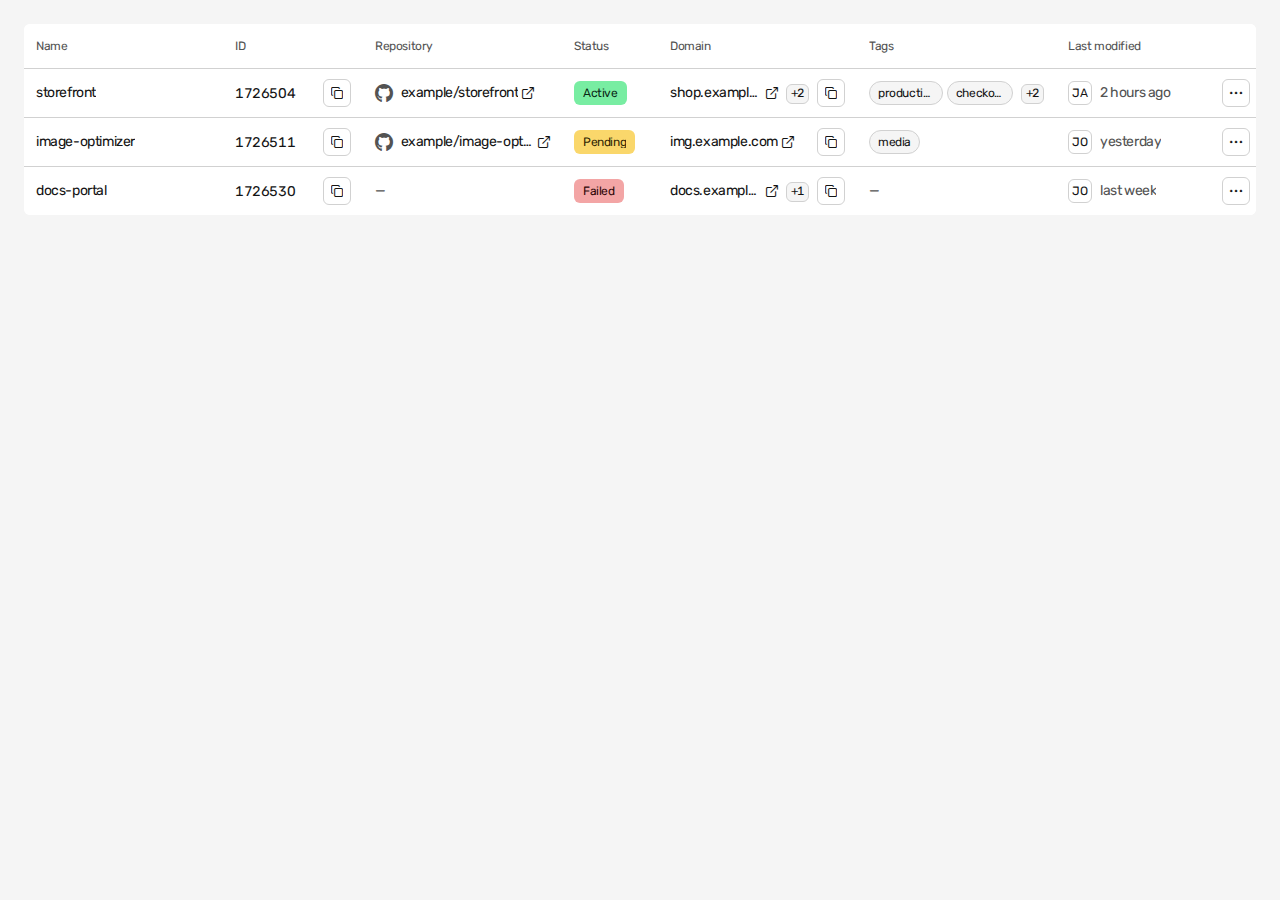 Name ID Repository Status Domain Tags Last modified
storefront 1726504 example/storefront Active shop.exampl... +2 producti... checko... +2 JA 2 hours ago
image-optimizer 1726511 example/image-opt... Pending img.example.com media JO yesterday
docs-portal 1726530 – Failed docs.exampl... +1 – JO last week